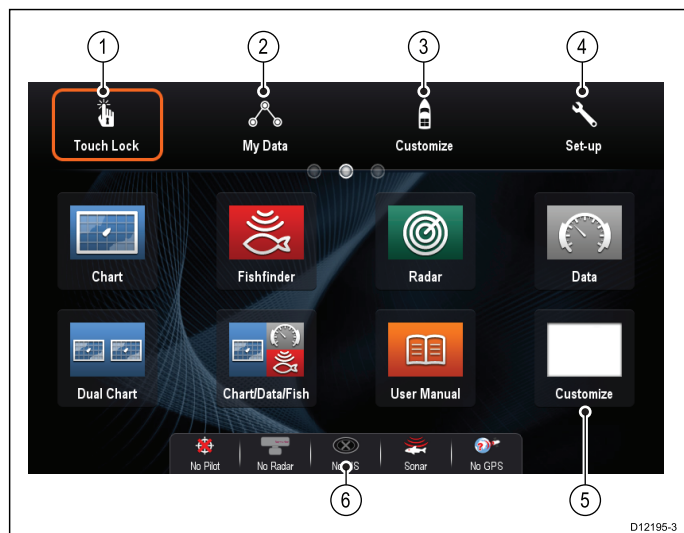 1 2 3 4
Touch Lock My Data Customize Set-up
Chart Fishfinder Radar Data
Dual Chart Chart/Data/Fish User Manual Customize
No Pilot No Radar Sonar No GPS
6 5
D12195-3